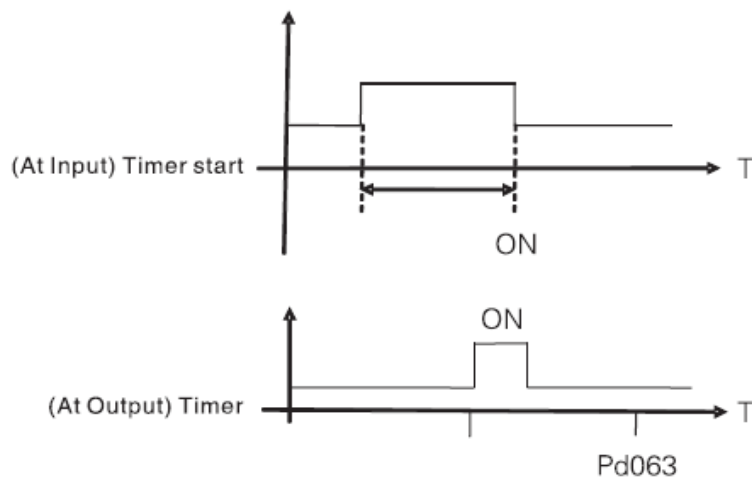 (At Input) Timer start
T
ON
ON
(At Output) Timer
T
Pd063